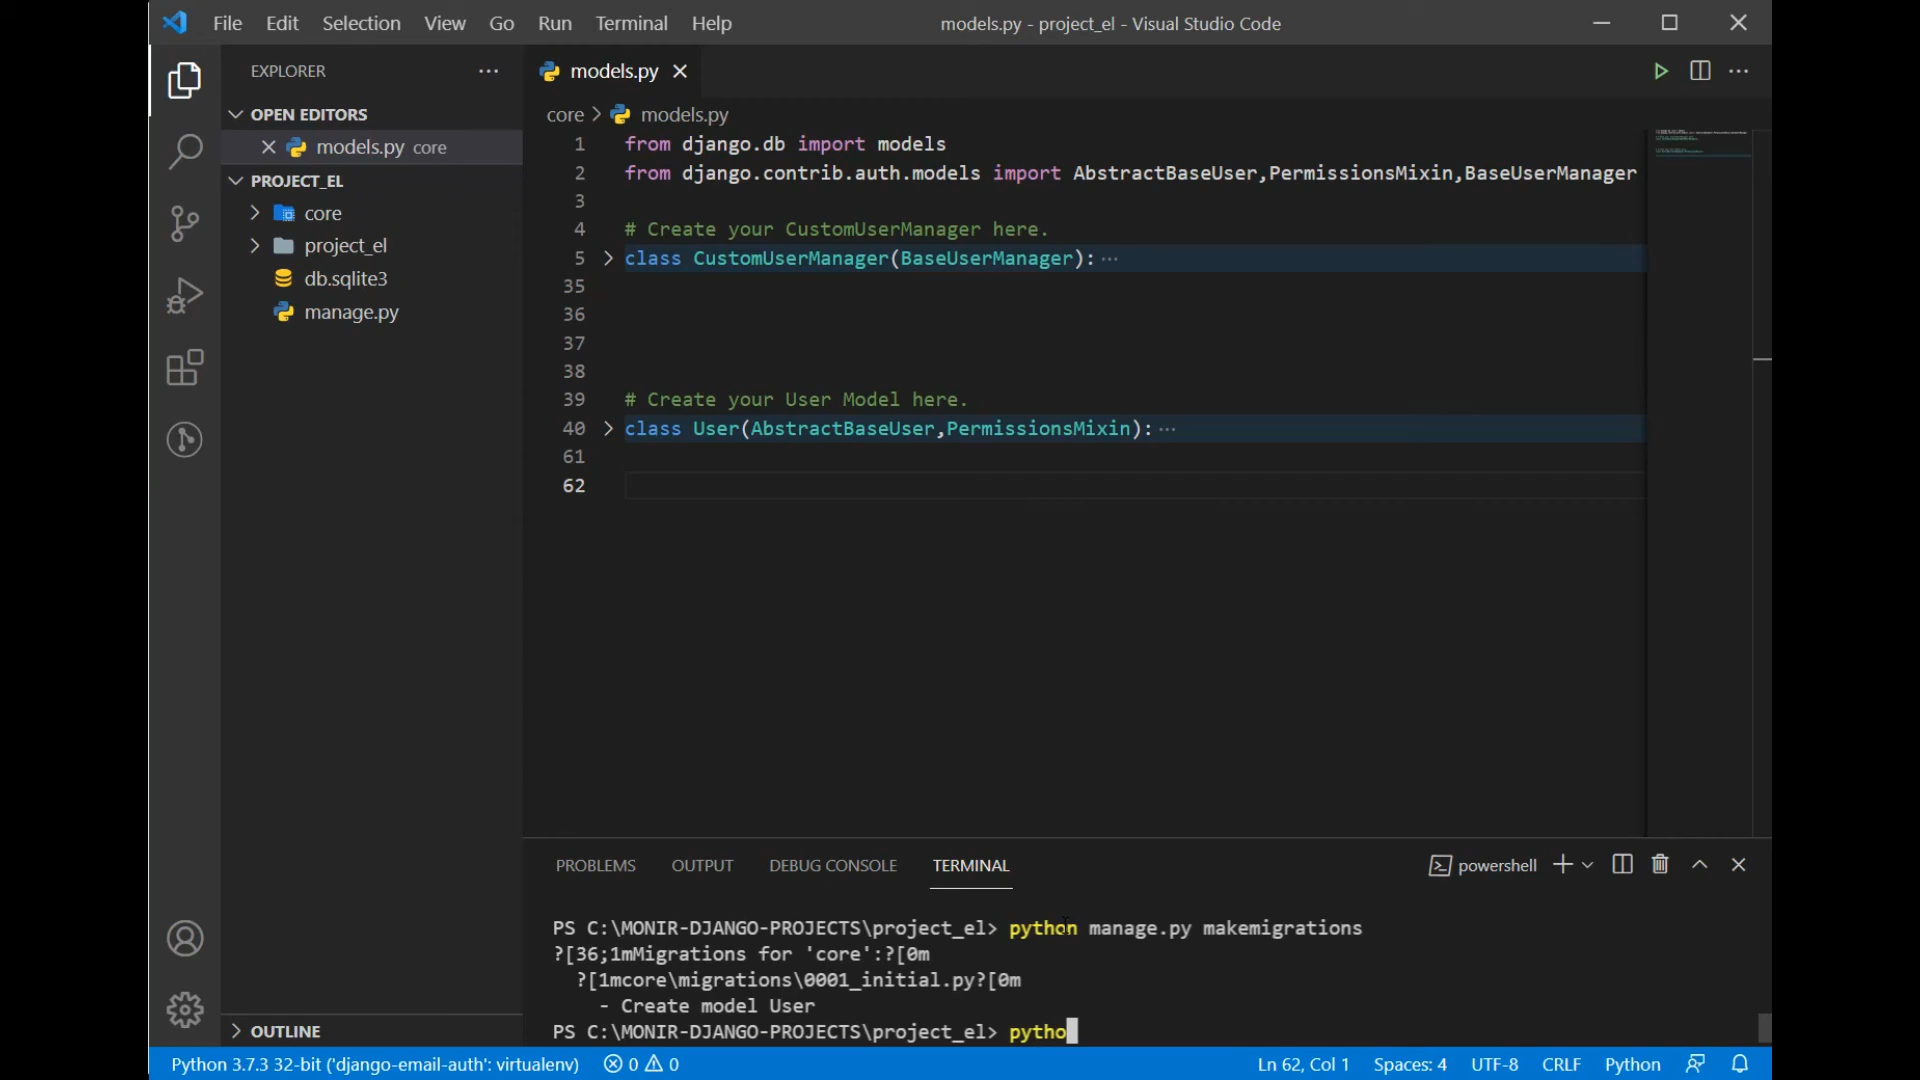 File Edit Selection View Go Run Terminal Help models.py - project_el - Visual Studio Code
EXPLORER
OPEN EDITORS
models.py core
PROJECT_EL
core
project_el
db.sqlite3
manage.py
OUTLINE
models.py
core > models.py
1 from django.db import models
2 from django.contrib.auth.models import AbstractBaseUser,PermissionsMixin,BaseUserManager
3
4 # Create your CustomUserManager here.
5 class CustomUserManager(BaseUserManager): ...
35
36
37
38
39 # Create your User Model here.
40 class User(AbstractBaseUser,PermissionsMixin): ...
61
62
PROBLEMS OUTPUT DEBUG CONSOLE TERMINAL powershell
PS C:\MONIR-DJANGO-PROJECTS\project_el> python manage.py makemigrations
?[36;1mMigrations for 'core':?[0m
?[1mcore\migrations\0001_initial.py?[0m
- Create model User
PS C:\MONIR-DJANGO-PROJECTS\project_el> pytho
Python 3.7.3 32-bit ('django-email-auth': virtualenv) 0 0 Ln 62, Col 1 Spaces: 4 UTF-8 CRLF Python